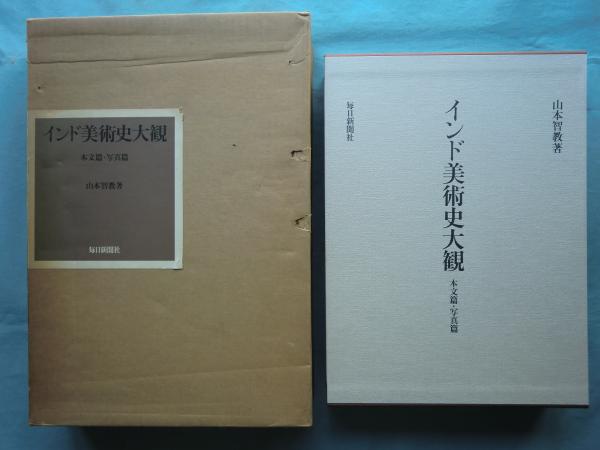 インド美術史大観
本文篇・写真篇
山本智教著
毎日新聞社
山本智教著
インド美術史大観
本文篇・写真篇
毎日新聞社